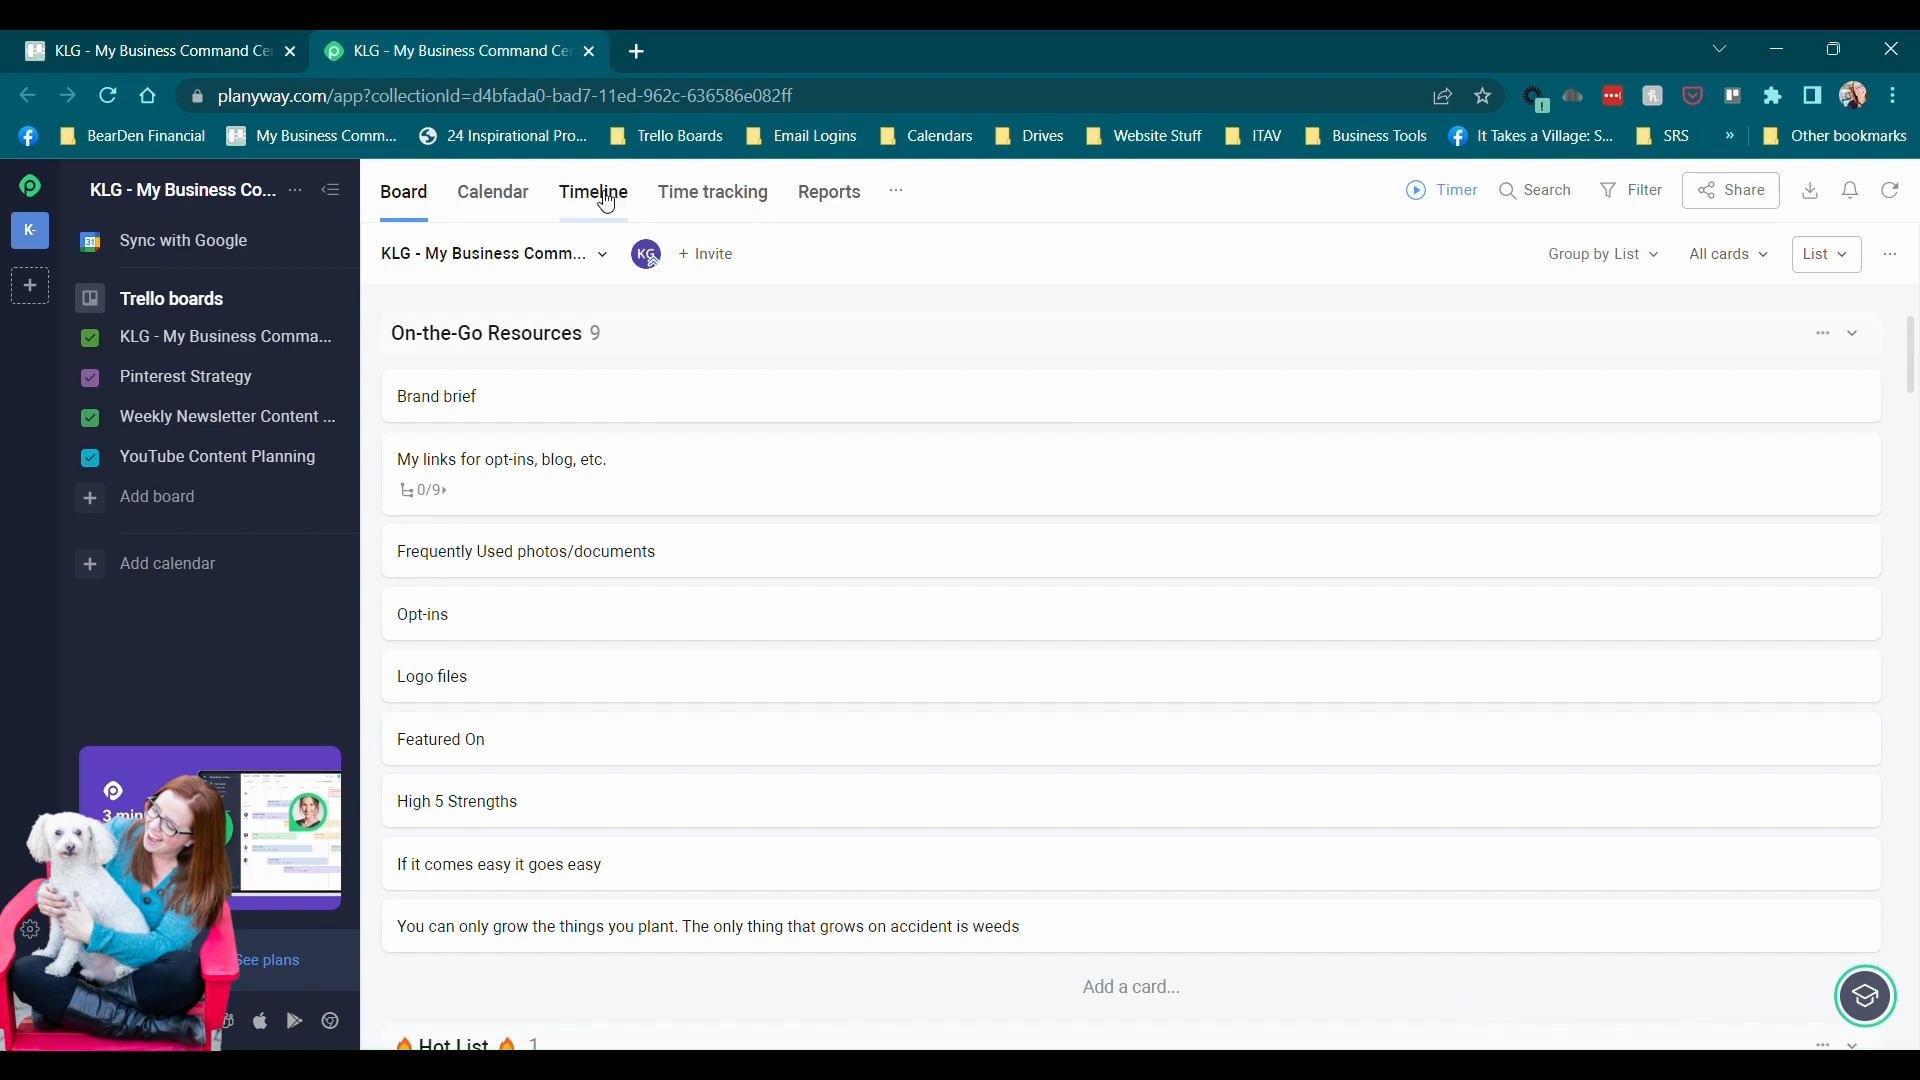 KLG - My Business Command Ce
KLG - My Business Command Ce
planyway.com/app?collectionId=d4bfada0-bad7-11ed-962c-636586e082ff
BearDen Financial
My Business Comm...
24 Inspirational Pro...
Trello Boards
Email Logins
Calendars
Drives
Website Stuff
ITAV
Business Tools
It Takes a Village: S...
SRS
»
Other bookmarks
KLG - My Business Co...
Board
Calendar
Timeline
Time tracking
Reports
Timer
Search
Filter
Share
K-
31
Sync with Google
KLG - My Business Comm...
KG
+ Invite
Group by List
All cards
List
Trello boards
KLG - My Business Comma...
Pinterest Strategy
Weekly Newsletter Content ...
YouTube Content Planning
Add board
Add calendar
On-the-Go Resources 9
Brand brief
My links for opt-ins, blog, etc.
0/9
Frequently Used photos/documents
Opt-ins
Logo files
Featured On
High 5 Strengths
If it comes easy it goes easy
You can only grow the things you plant. The only thing that grows on accident is weeds
Add a card...
Hot List 1
3 min
See plans